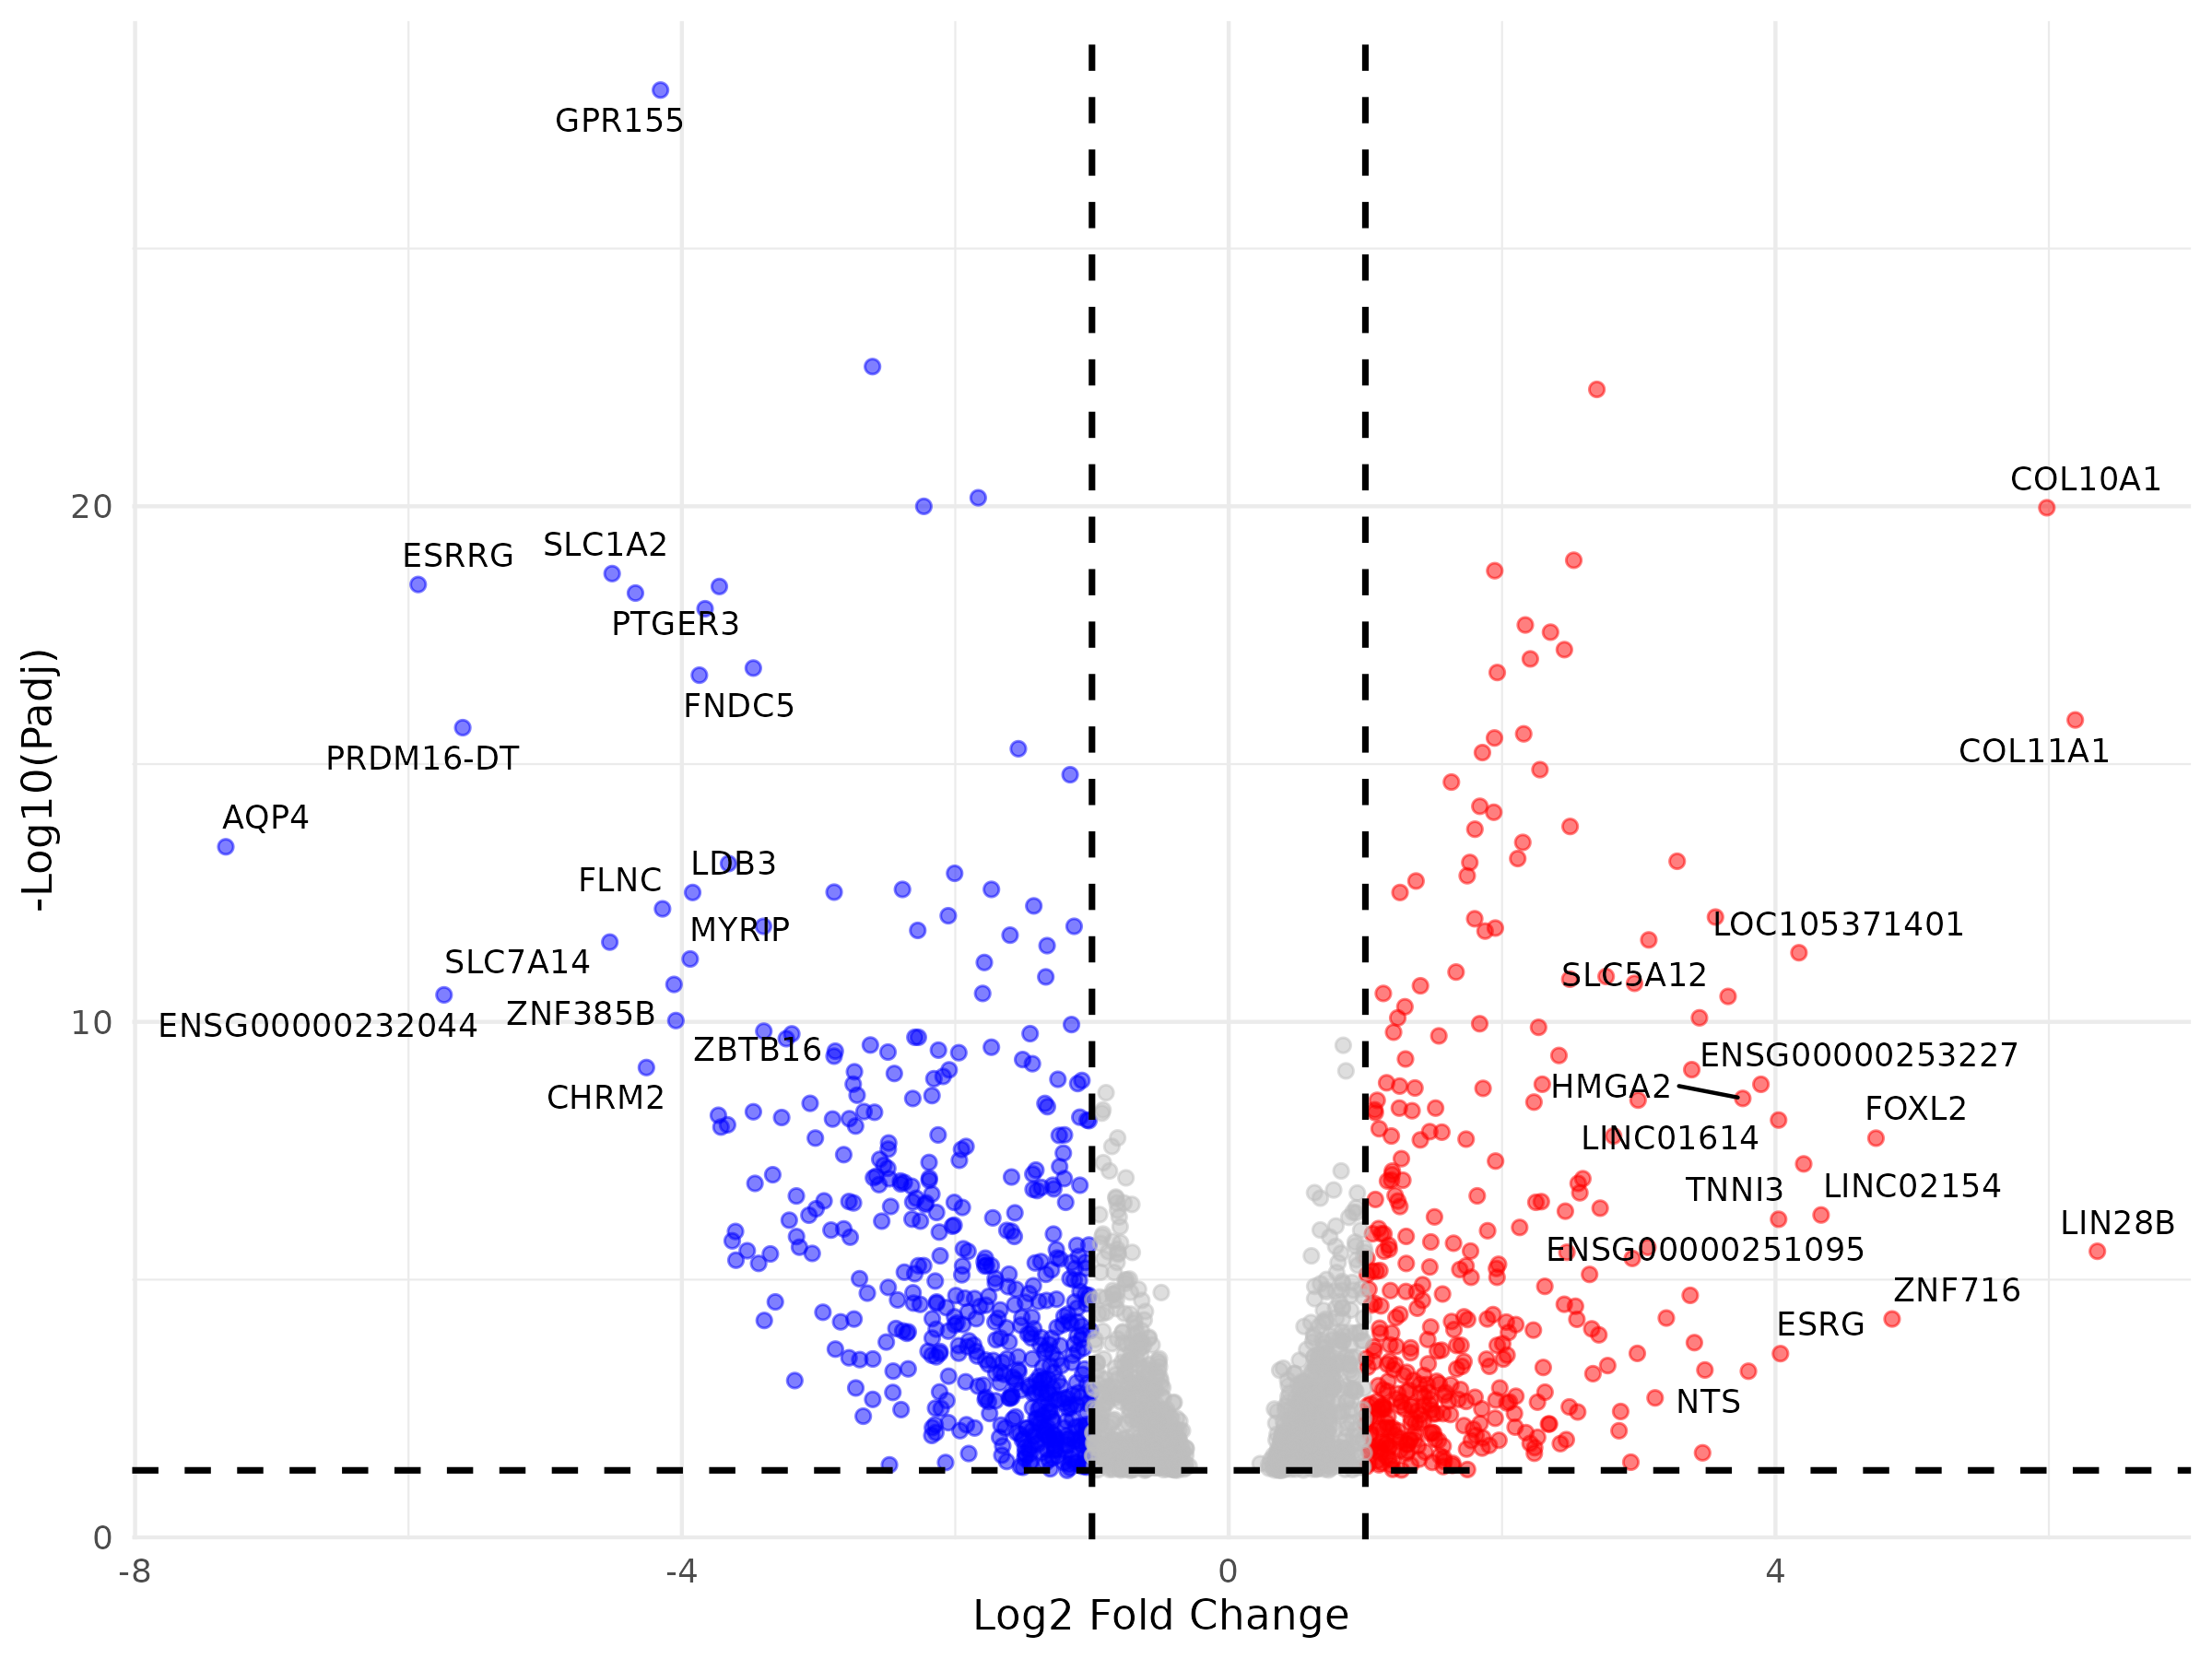 GPR155
COL10A1
SLC1A2
ESRRG
PTGER3
FNDC5
COL11A1
PRDM16-DT
AQP4
LDB3
FLNC
LOC105371401
MYRIP
SLC7A14
SLC5A12
ZNF385B
ENSG00000232044
ZBTB16
ENSG00000253227
HMGA2
CHRM2
FOXL2
LINC01614
LINC02154
TNNI3
LIN28B
ENSG00000251095
ZNF716
ESRG
NTS
20
10
0
-8
-4
0
4
-Log10(Padj)
Log2 Fold Change